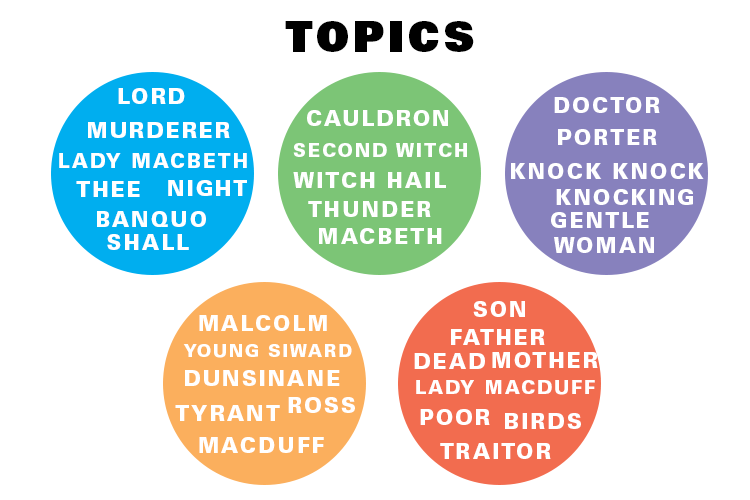 TOPICS
LORD
MURDERER
LADY MACBETH
THEE NIGHT
BANQUO
SHALL
CAULDRON
SECOND WITCH
WITCH HAIL
THUNDER
MACBETH
DOCTOR
PORTER
KNOCK KNOCK
KNOCKING
GENTLE
WOMAN
MALCOLM
YOUNG SIWARD
DUNSINANE
TYRANT ROSS
MACDUFF
SON
FATHER
DEAD MOTHER
LADY MACDUFF
POOR BIRDS
TRAITOR